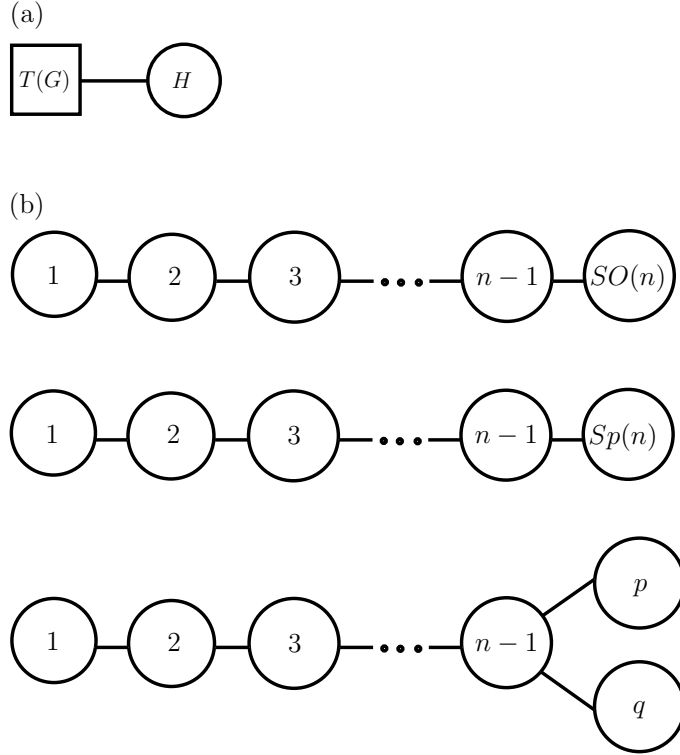 (a)
T(G) H
(b)
1 2 3 n − 1 SO(n)
1 2 3 n − 1 Sp(n)
p
1 2 3 n − 1
q